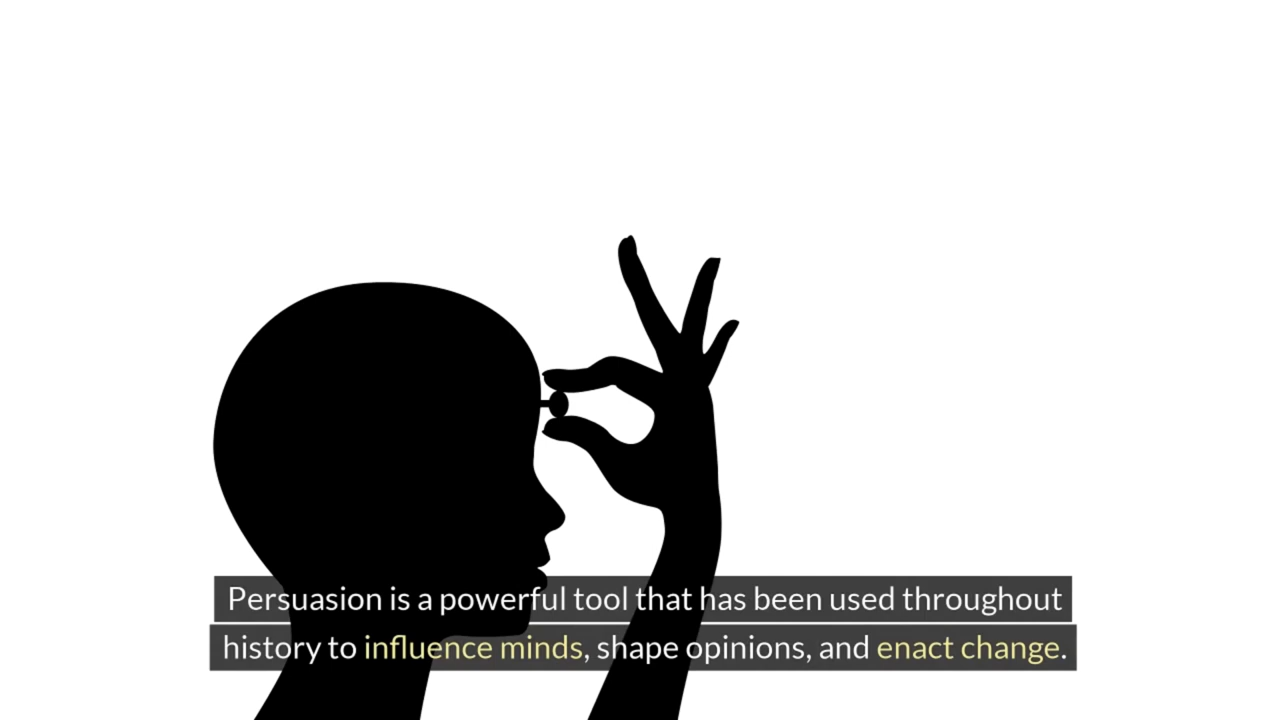 Persuasion is a powerful tool that has been used throughout
history to influence minds, shape opinions, and enact change.